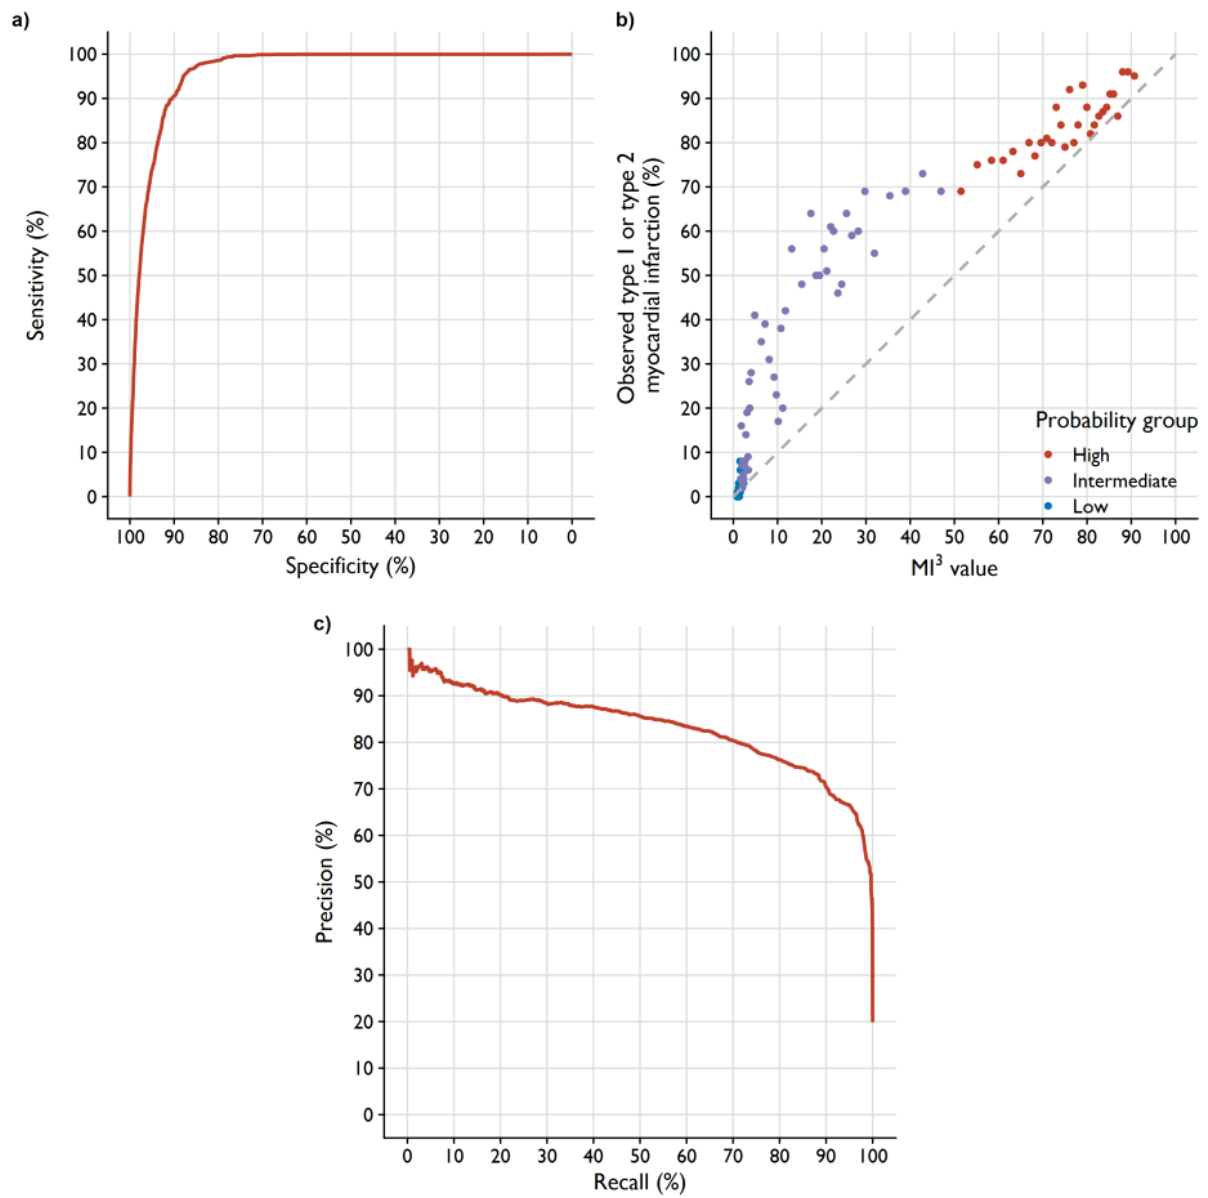 a)
100
90
80
70
60
50
40
30
20
10
0
Sensitivity (%)
100 90 80 70 60 50 40 30 20 10 0
Specificity (%)
b)
100
90
80
70
60
50
40
30
20
10
0
Observed type 1 or type 2
myocardial infarction (%)
Probability group
High
Intermediate
Low
0 10 20 30 40 50 60 70 80 90 100
MI³ value
c)
100
90
80
70
60
50
40
30
20
10
0
Precision (%)
0 10 20 30 40 50 60 70 80 90 100
Recall (%)